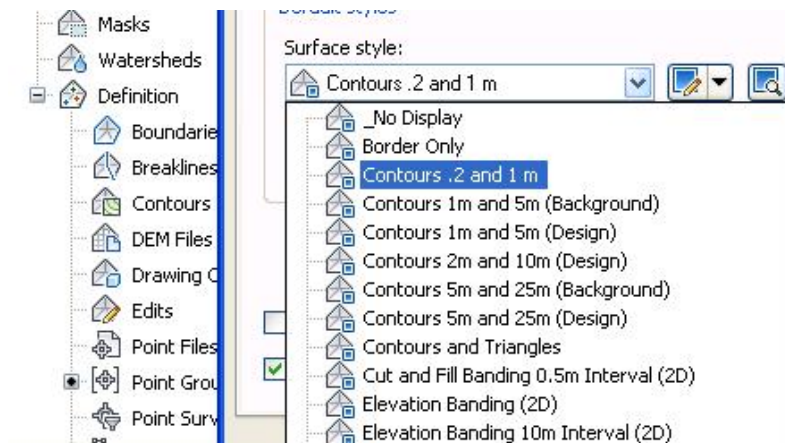 Masks
Watersheds
Definition
Boundarie
Breaklines
Contours
DEM Files
Drawing C
Edits
Point Files
Point Grou
Point Surv
Surface style:
Contours .2 and 1 m
_No Display
Border Only
Contours .2 and 1 m
Contours 1m and 5m (Background)
Contours 1m and 5m (Design)
Contours 2m and 10m (Design)
Contours 5m and 25m (Background)
Contours 5m and 25m (Design)
Contours and Triangles
Cut and Fill Banding 0.5m Interval (2D)
Elevation Banding (2D)
Elevation Banding 10m Interval (2D)